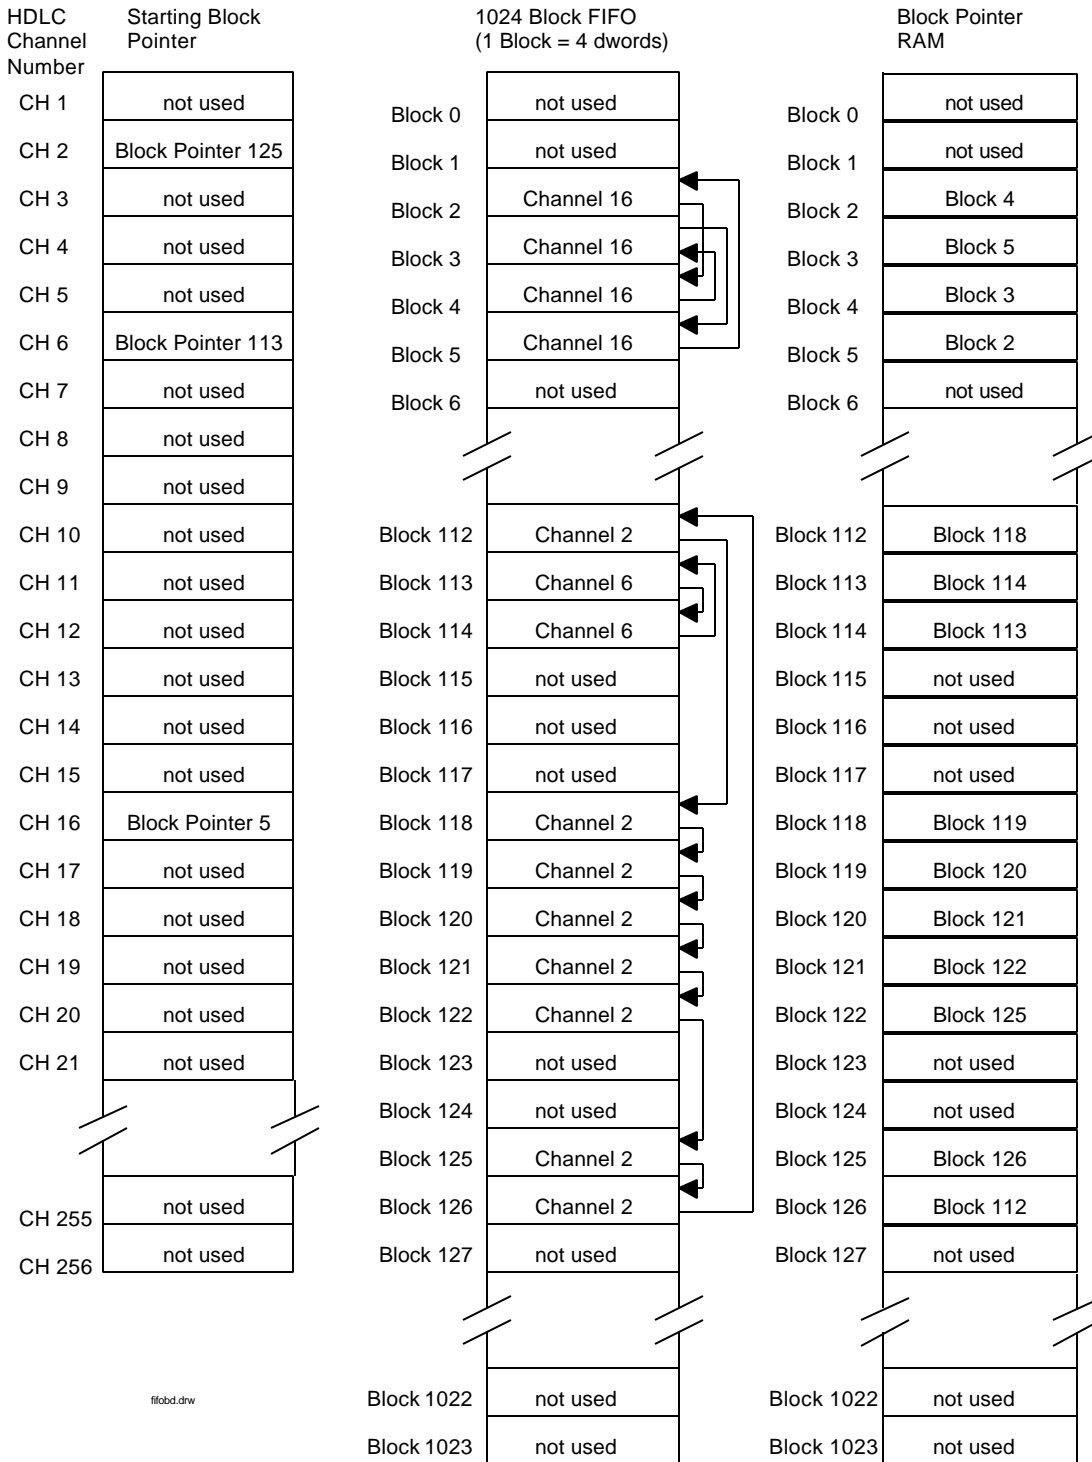 HDLC Channel Number
Starting Block Pointer
CH 1 not used
CH 2 Block Pointer 125
CH 3 not used
CH 4 not used
CH 5 not used
CH 6 Block Pointer 113
CH 7 not used
CH 8 not used
CH 9 not used
CH 10 not used
CH 11 not used
CH 12 not used
CH 13 not used
CH 14 not used
CH 15 not used
CH 16 Block Pointer 5
CH 17 not used
CH 18 not used
CH 19 not used
CH 20 not used
CH 21 not used
CH 255 not used
CH 256 not used
fifobd.drw
1024 Block FIFO
(1 Block = 4 dwords)
Block 0 not used
Block 1 not used
Block 2 Channel 16
Block 3 Channel 16
Block 4 Channel 16
Block 5 Channel 16
Block 6 not used
Block 112 Channel 2
Block 113 Channel 6
Block 114 Channel 6
Block 115 not used
Block 116 not used
Block 117 not used
Block 118 Channel 2
Block 119 Channel 2
Block 120 Channel 2
Block 121 Channel 2
Block 122 Channel 2
Block 123 not used
Block 124 not used
Block 125 Channel 2
Block 126 Channel 2
Block 127 not used
Block 1022 not used
Block 1023 not used
Block Pointer
RAM
Block 0 not used
Block 1 not used
Block 2 Block 4
Block 3 Block 5
Block 4 Block 3
Block 5 Block 2
Block 6 not used
Block 112 Block 118
Block 113 Block 114
Block 114 Block 113
Block 115 not used
Block 116 not used
Block 117 not used
Block 118 Block 119
Block 119 Block 120
Block 120 Block 121
Block 121 Block 122
Block 122 Block 125
Block 123 not used
Block 124 not used
Block 125 Block 126
Block 126 Block 112
Block 127 not used
Block 1022 not used
Block 1023 not used